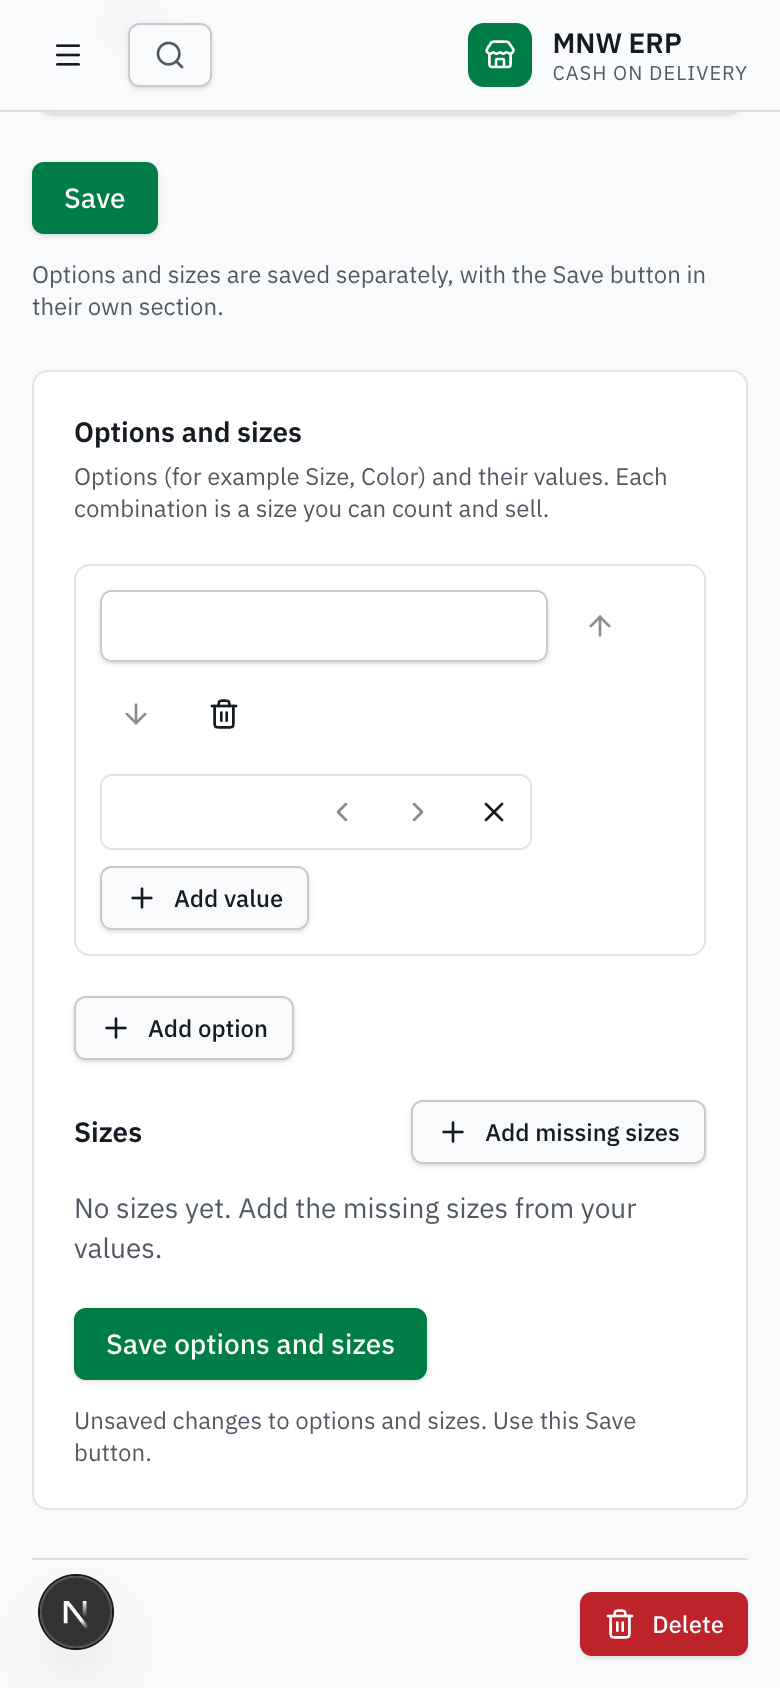 MNW ERP
CASH ON DELIVERY
Save
Options and sizes are saved separately, with the Save button in
their own section.
Options and sizes
Options (for example Size, Color) and their values. Each
combination is a size you can count and sell.
Add value
Add option
Sizes
Add missing sizes
No sizes yet. Add the missing sizes from your
values.
Save options and sizes
Unsaved changes to options and sizes. Use this Save
button.
N
Delete